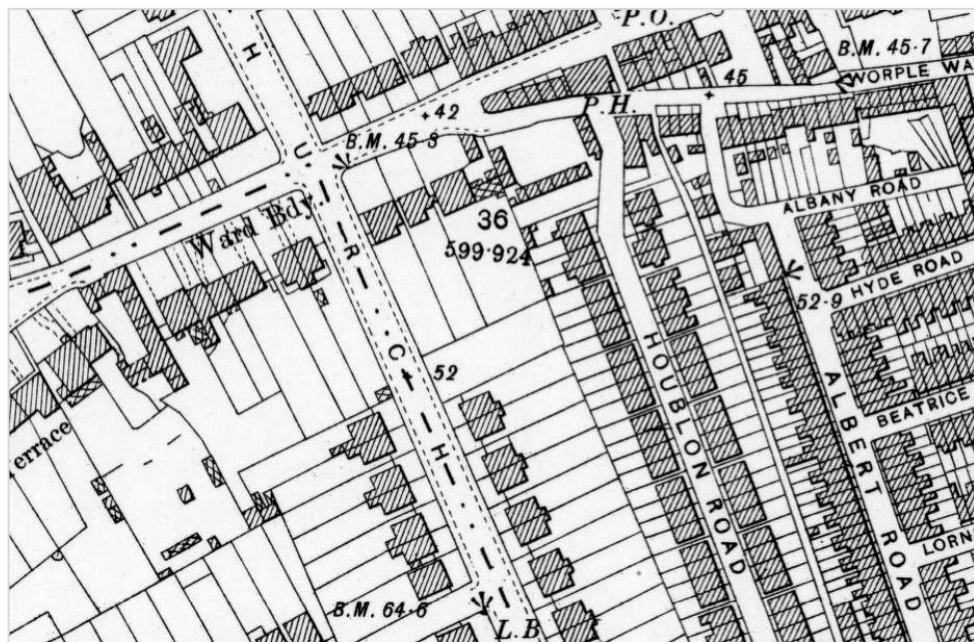 P.O.
B.M. 45·7
WORPLE WA
45
P.H.
42
B.M. 45·3
H
U
R
C
H
Ward Bdy.
36
599·924
ALBANY ROAD
HYDE ROAD
52·9
52
HOUBLON ROAD
ALBERT ROAD
BEATRICE
LORN
errace
B.M. 64·6
L.B.